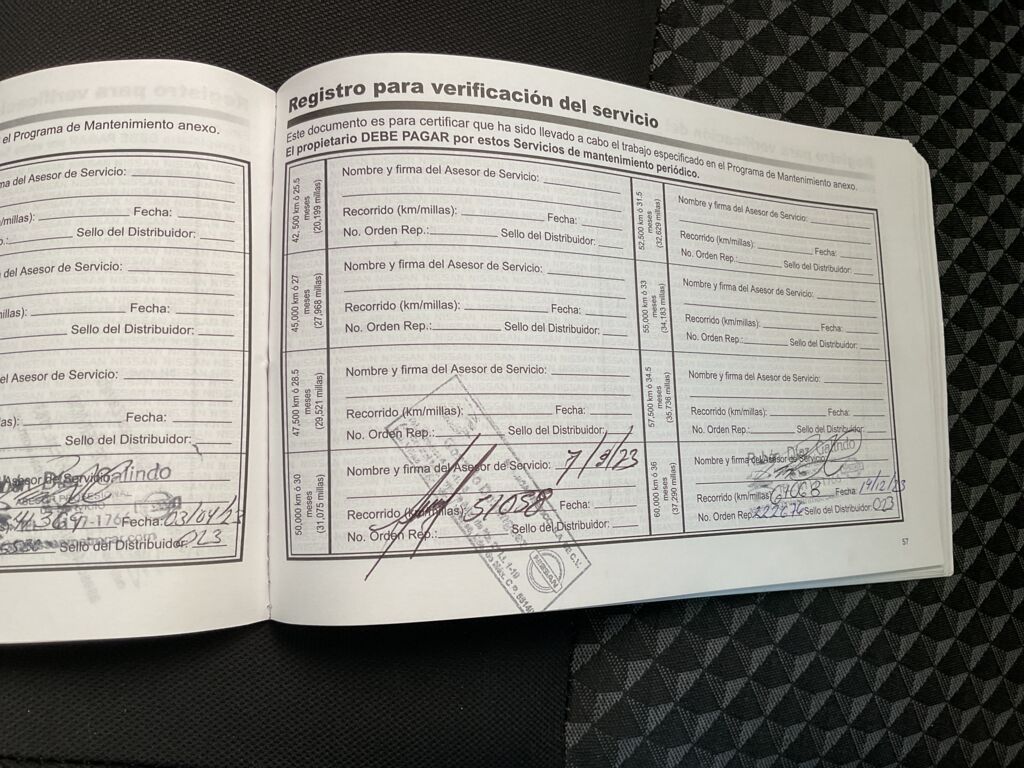 el Programa de Mantenimiento anexo.
del Asesor de Servicio:
Fecha:
Sello del Distribuidor:
del Asesor de Servicio:
Fecha:
Sello del Distribuidor:
el Asesor de Servicio:
Fecha:
Sello del Distribuidor:
Galindo
Fecha: 03/04/23
Sello del Distribuidor: 023
Registro para verificación del servicio
Este documento es para certificar que ha sido llevado a cabo el trabajo especificado en el Programa de Mantenimiento anexo.
El propietario DEBE PAGAR por estos Servicios de mantenimiento periódico.
42,500 km ó 25.5
meses
(20,199 millas)
Nombre y firma del Asesor de Servicio:
Recorrido (km/millas): Fecha:
No. Orden Rep.: Sello del Distribuidor:
45,000 km ó 27
meses
(27,968 millas)
Nombre y firma del Asesor de Servicio:
Recorrido (km/millas): Fecha:
No. Orden Rep.: Sello del Distribuidor:
47,500 km ó 28.5
meses
(29,521 millas)
Nombre y firma del Asesor de Servicio:
Recorrido (km/millas): Fecha:
No. Orden Rep.: Sello del Distribuidor:
50,000 km ó 30
meses
(31,075 millas)
Nombre y firma del Asesor de Servicio: 7/9/23
Recorrido (km/millas): 51058 Fecha:
No. Orden Rep.: Sello del Distribuidor:
NISSAN
52,500 km ó 31.5
meses
(32,629 millas)
Nombre y firma del Asesor de Servicio:
Recorrido (km/millas): Fecha:
No. Orden Rep.: Sello del Distribuidor:
55,000 km ó 33
meses
(34,183 millas)
Nombre y firma del Asesor de Servicio:
Recorrido (km/millas): Fecha:
No. Orden Rep.: Sello del Distribuidor:
57,500 km ó 34.5
meses
(35,736 millas)
Nombre y firma del Asesor de Servicio:
Recorrido (km/millas): Fecha:
No. Orden Rep.: Sello del Distribuidor:
60,000 km ó 36
meses
(37,290 millas)
Díaz Galindo
Nombre y firma del Asesor de Servicio:
Recorrido (km/millas): Fecha:
No. Orden Rep. Sello del Distribuidor: 023
57